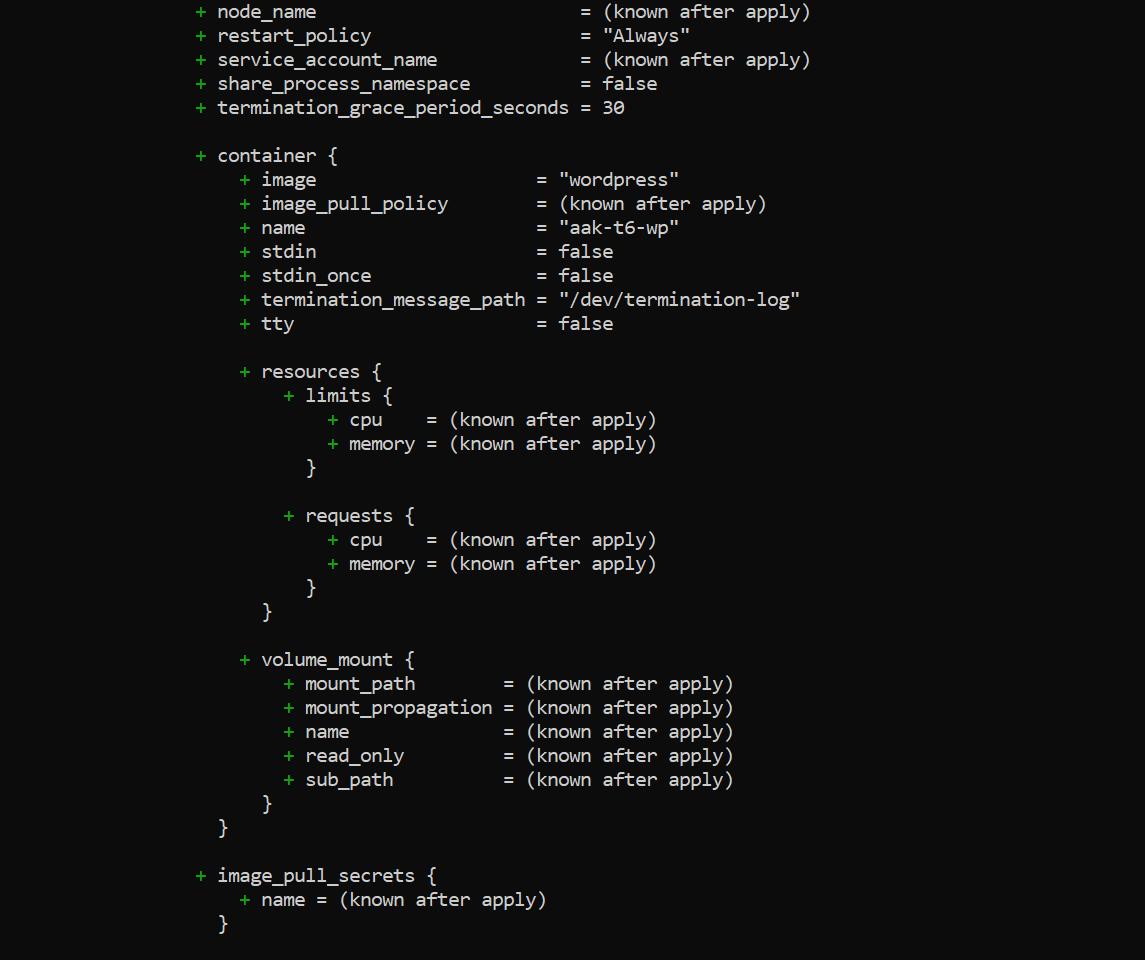 + node_name                        = (known after apply)
+ restart_policy                   = "Always"
+ service_account_name             = (known after apply)
+ share_process_namespace          = false
+ termination_grace_period_seconds = 30

+ container {
    + image                    = "wordpress"
    + image_pull_policy        = (known after apply)
    + name                     = "aak-t6-wp"
    + stdin                    = false
    + stdin_once               = false
    + termination_message_path = "/dev/termination-log"
    + tty                      = false

    + resources {
        + limits {
            + cpu    = (known after apply)
            + memory = (known after apply)
          }

        + requests {
            + cpu    = (known after apply)
            + memory = (known after apply)
          }
      }

    + volume_mount {
        + mount_path        = (known after apply)
        + mount_propagation = (known after apply)
        + name              = (known after apply)
        + read_only         = (known after apply)
        + sub_path          = (known after apply)
      }
  }

+ image_pull_secrets {
    + name = (known after apply)
  }